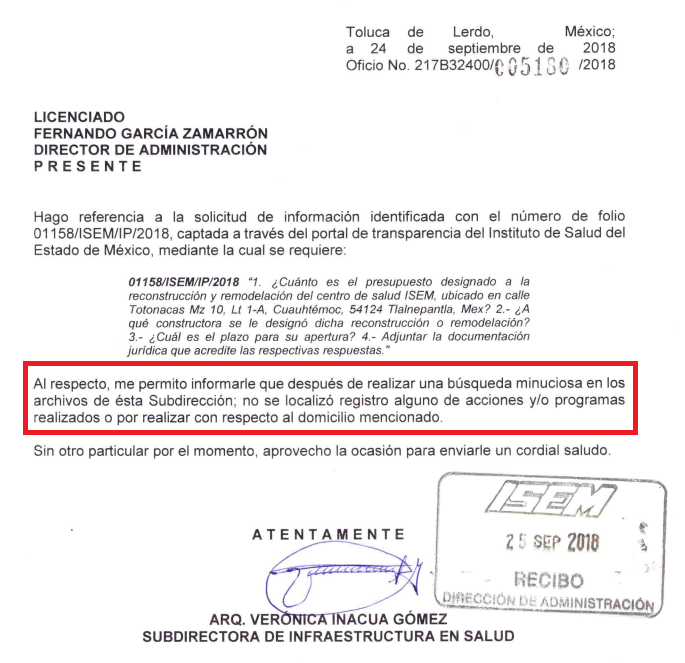 Toluca de Lerdo, México;
a 24 de septiembre de 2018
Oficio No. 217B32400/005180 /2018
LICENCIADO
FERNANDO GARCÍA ZAMARRÓN
DIRECTOR DE ADMINISTRACIÓN
P R E S E N T E
Hago referencia a la solicitud de información identificada con el número de folio
01158/ISEM/IP/2018, captada a través del portal de transparencia del Instituto de Salud del
Estado de México, mediante la cual se requiere:
01158/ISEM/IP/2018 “1. ¿Cuánto es el presupuesto designado a la
reconstrucción y remodelación del centro de salud ISEM, ubicado en calle
Totonacas Mz 10, Lt 1-A, Cuauhtémoc, 54124 Tlalnepantla, Mex? 2.- ¿A
qué constructora se le designó dicha reconstrucción o remodelación?
3.- ¿Cuál es el plazo para su apertura? 4.- Adjuntar la documentación
jurídica que acredite las respectivas respuestas.”
Al respecto, me permito informarle que después de realizar una búsqueda minuciosa en los
archivos de ésta Subdirección; no se localizó registro alguno de acciones y/o programas
realizados o por realizar con respecto al domicilio mencionado.
Sin otro particular por el momento, aprovecho la ocasión para enviarle un cordial saludo.
A T E N T A M E N T E
ARQ. VERÓNICA INACUA GÓMEZ
SUBDIRECTORA DE INFRAESTRUCTURA EN SALUD
ISEM
25 SEP 2018
RECIBO
DIRECCIÓN DE ADMINISTRACIÓN